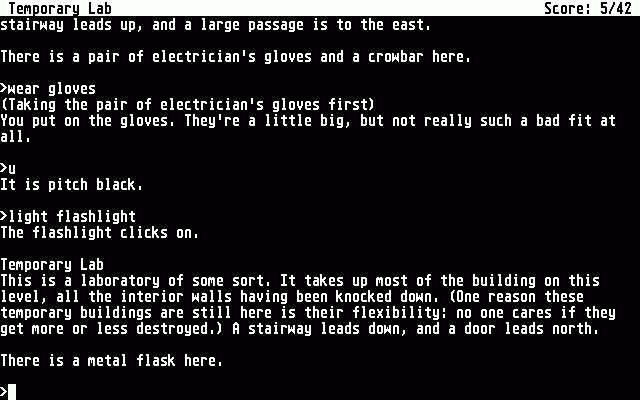 Temporary Lab Score: 5/42
stairway leads up, and a large passage is to the east.
There is a pair of electrician's gloves and a crowbar here.
>wear gloves
(Taking the pair of electrician's gloves first)
You put on the gloves. They're a little big, but not really such a bad fit at
all.
>u
It is pitch black.
>light flashlight
The flashlight clicks on.
Temporary Lab
This is a laboratory of some sort. It takes up most of the building on this
level, all the interior walls having been knocked down. (One reason these
temporary buildings are still here is their flexibility: no one cares if they
get more or less destroyed.) A stairway leads down, and a door leads north.
There is a metal flask here.
>